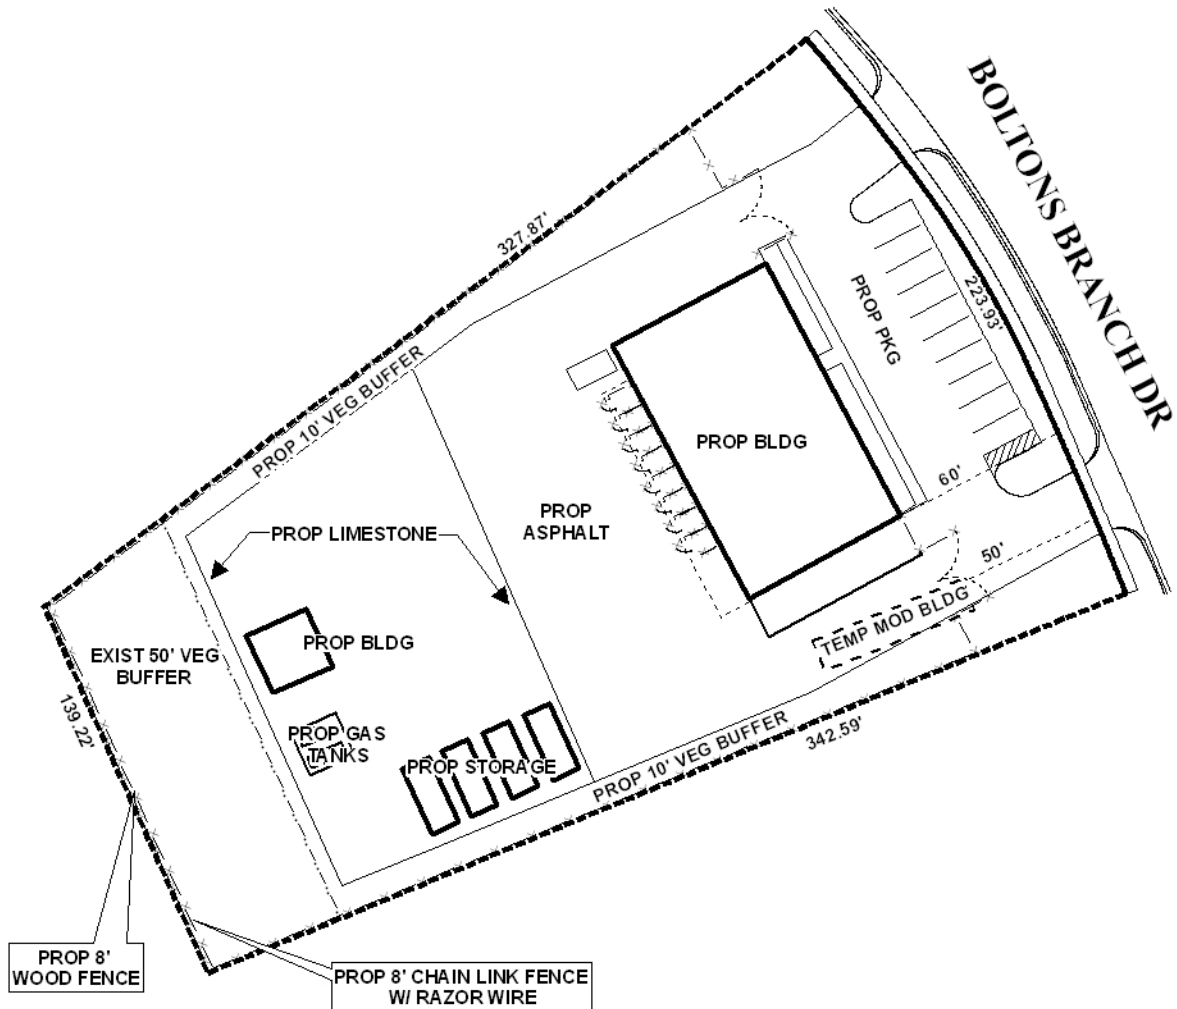 BOLTONS BRANCH DR
327.87'
223.93'
PROP PKG
PROP 10' VEG BUFFER
PROP BLDG
60'
PROP LIMESTONE
PROP
ASPHALT
50'
TEMP MOD BLDG
PROP BLDG
EXIST 50' VEG
BUFFER
139.22'
PROP GAS
TANKS
PROP STORAGE
PROP 10' VEG BUFFER
342.59'
PROP 8'
WOOD FENCE
PROP 8' CHAIN LINK FENCE
W/ RAZOR WIRE